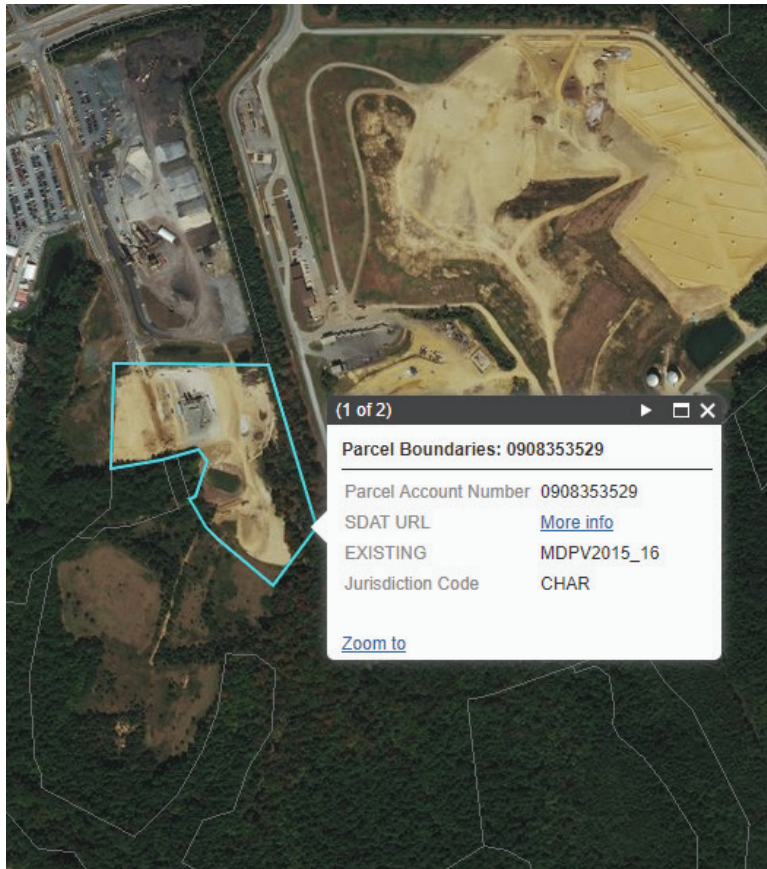 (1 of 2)
Parcel Boundaries: 0908353529
Parcel Account Number 0908353529
SDAT URL More info
EXISTING MDPV2015_16
Jurisdiction Code CHAR
Zoom to